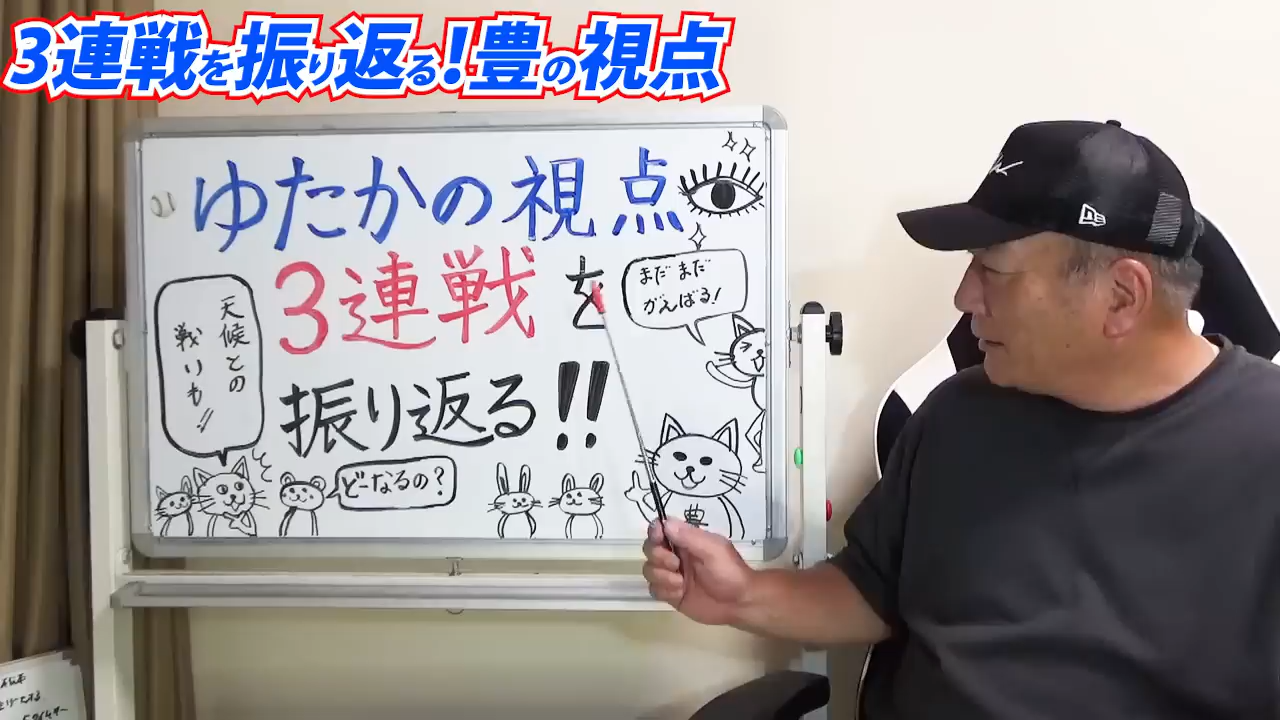 3連戦を振り返る!豊の視点
ゆたかの視点
3連戦を
振り返る!!
天候との
戦いも
まだまだ
がんばる!
どーなるの?
豊